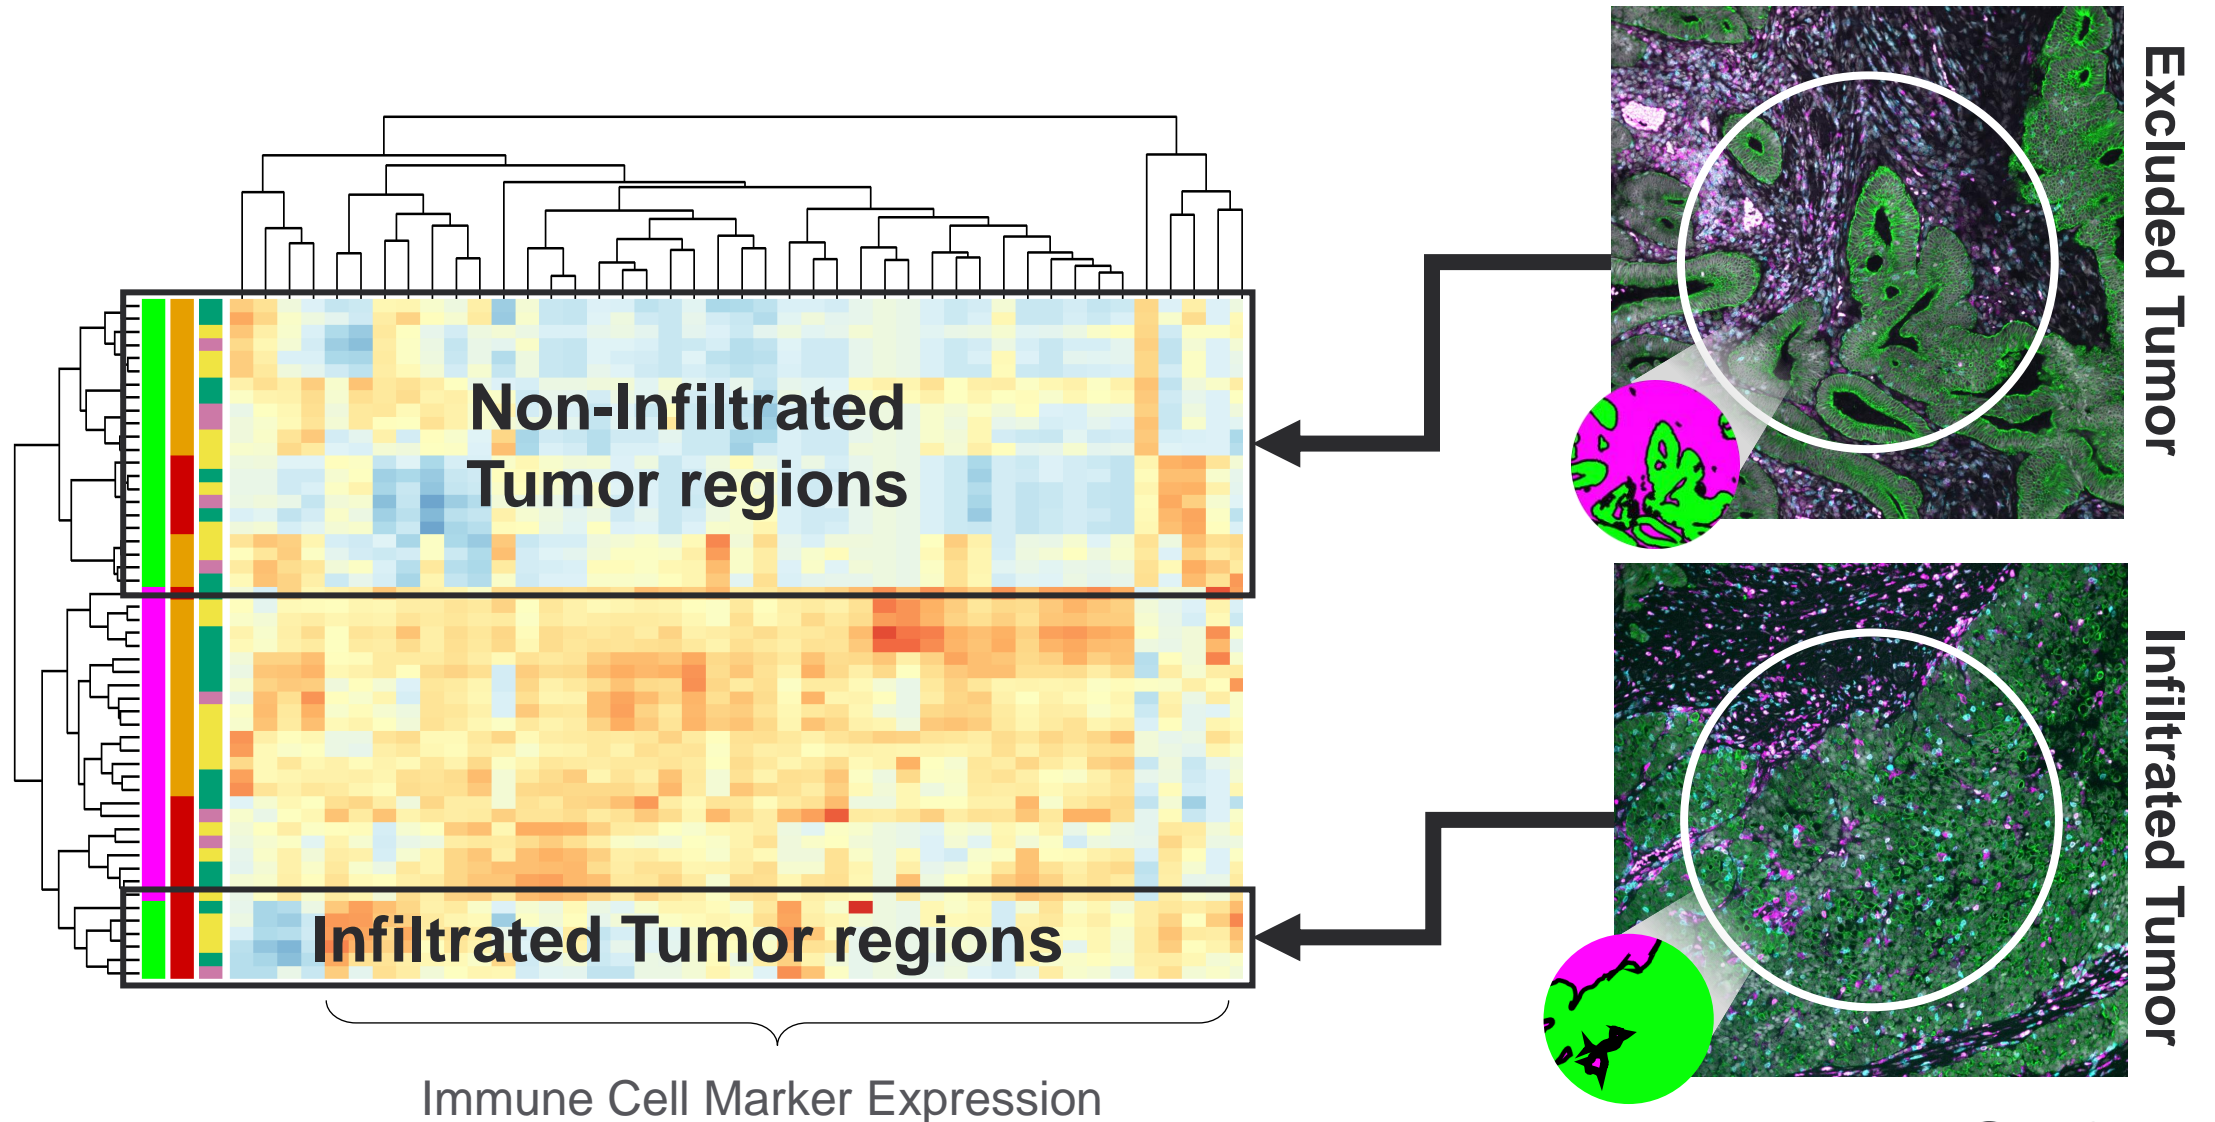 Excluded Tumor
Non-Infiltrated
Tumor regions
Infiltrated Tumor
Infiltrated Tumor regions
Immune Cell Marker Expression